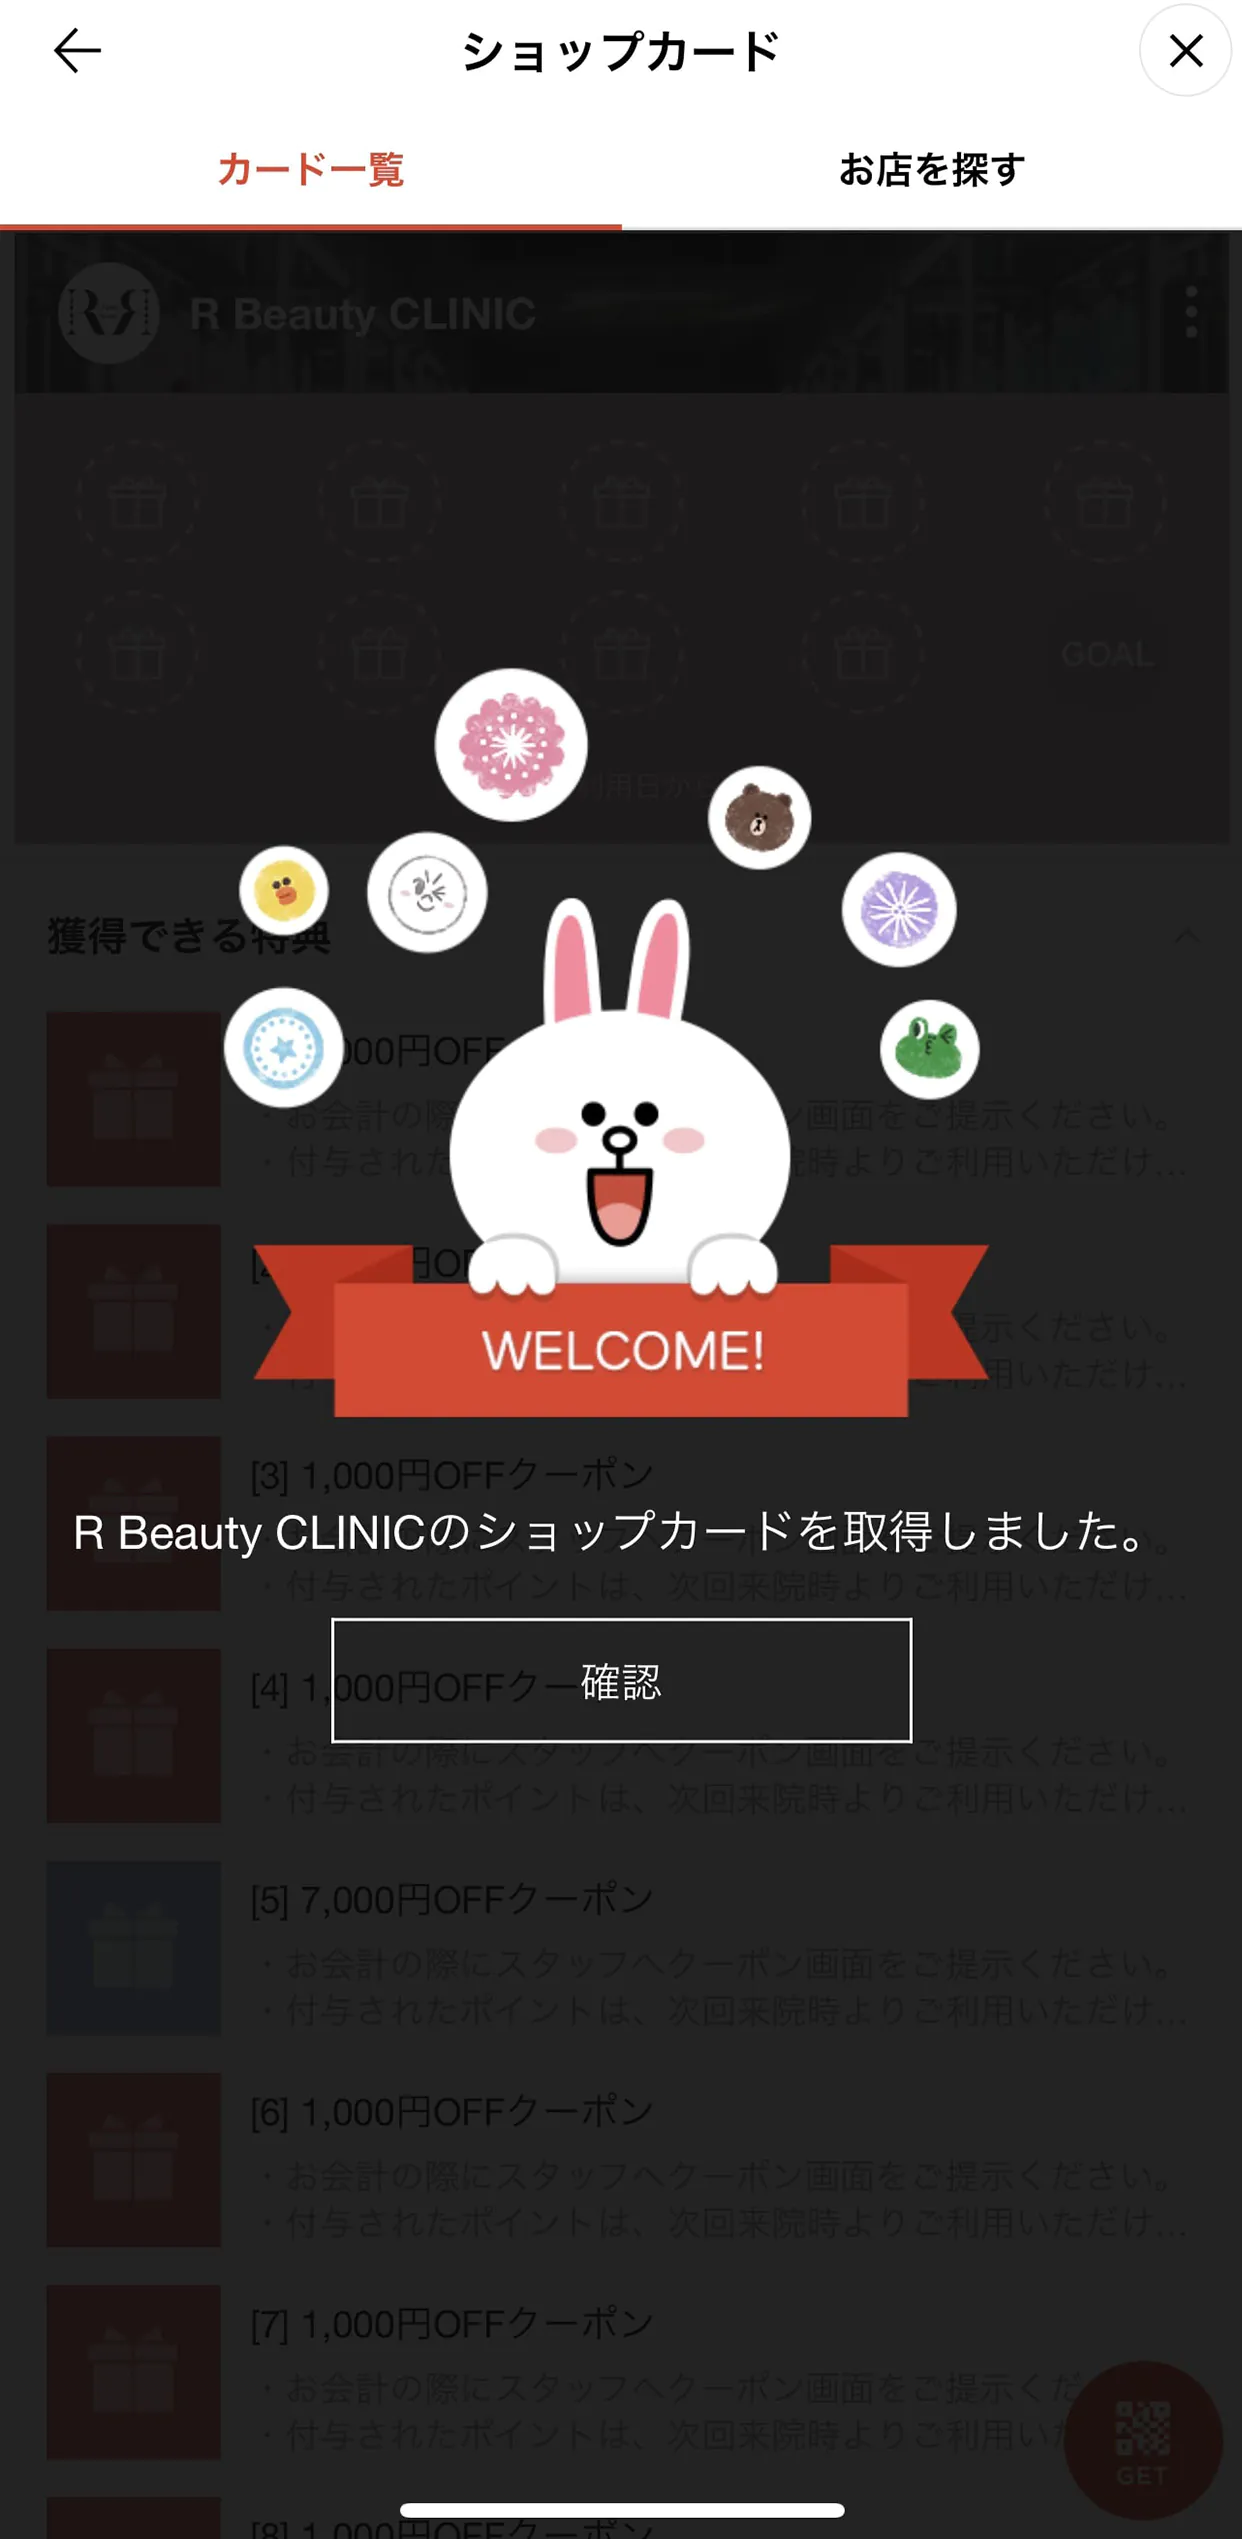 ショップカード
カード一覧
お店を探す
R Beauty CLINIC
GOAL
利用日から
獲得できる特典
000円OFF
・お会計の際
ン画面をご提示ください。
・付与された
院時よりご利用いただけ...
円OF
提示ください。
ご利用いただけ...
WELCOME!
[3] 1,000円OFFクーポン
R Beauty CLINICのショップカードを取得しました。
・付与されたポイントは、次回来院時よりご利用いただけ...
[4] 1,000円OFFクー
確認
・お会計の際にスタッフへクーポン画面をご提示ください。
・付与されたポイントは、次回来院時よりご利用いただけ...
[5] 7,000円OFFクーポン
・お会計の際にスタッフへクーポン画面をご提示ください。
・付与されたポイントは、次回来院時よりご利用いただけ...
[6] 1,000円OFFクーポン
・お会計の際にスタッフへクーポン画面をご提示ください。
・付与されたポイントは、次回来院時よりご利用いただけ...
[7] 1,000円OFFクーポン
・お会計の際にスタッフへクーポン画面をご提示くだ
・付与されたポイントは、次回来院時よりご利用いた
GET
[8] 1,000円OFFクーポン